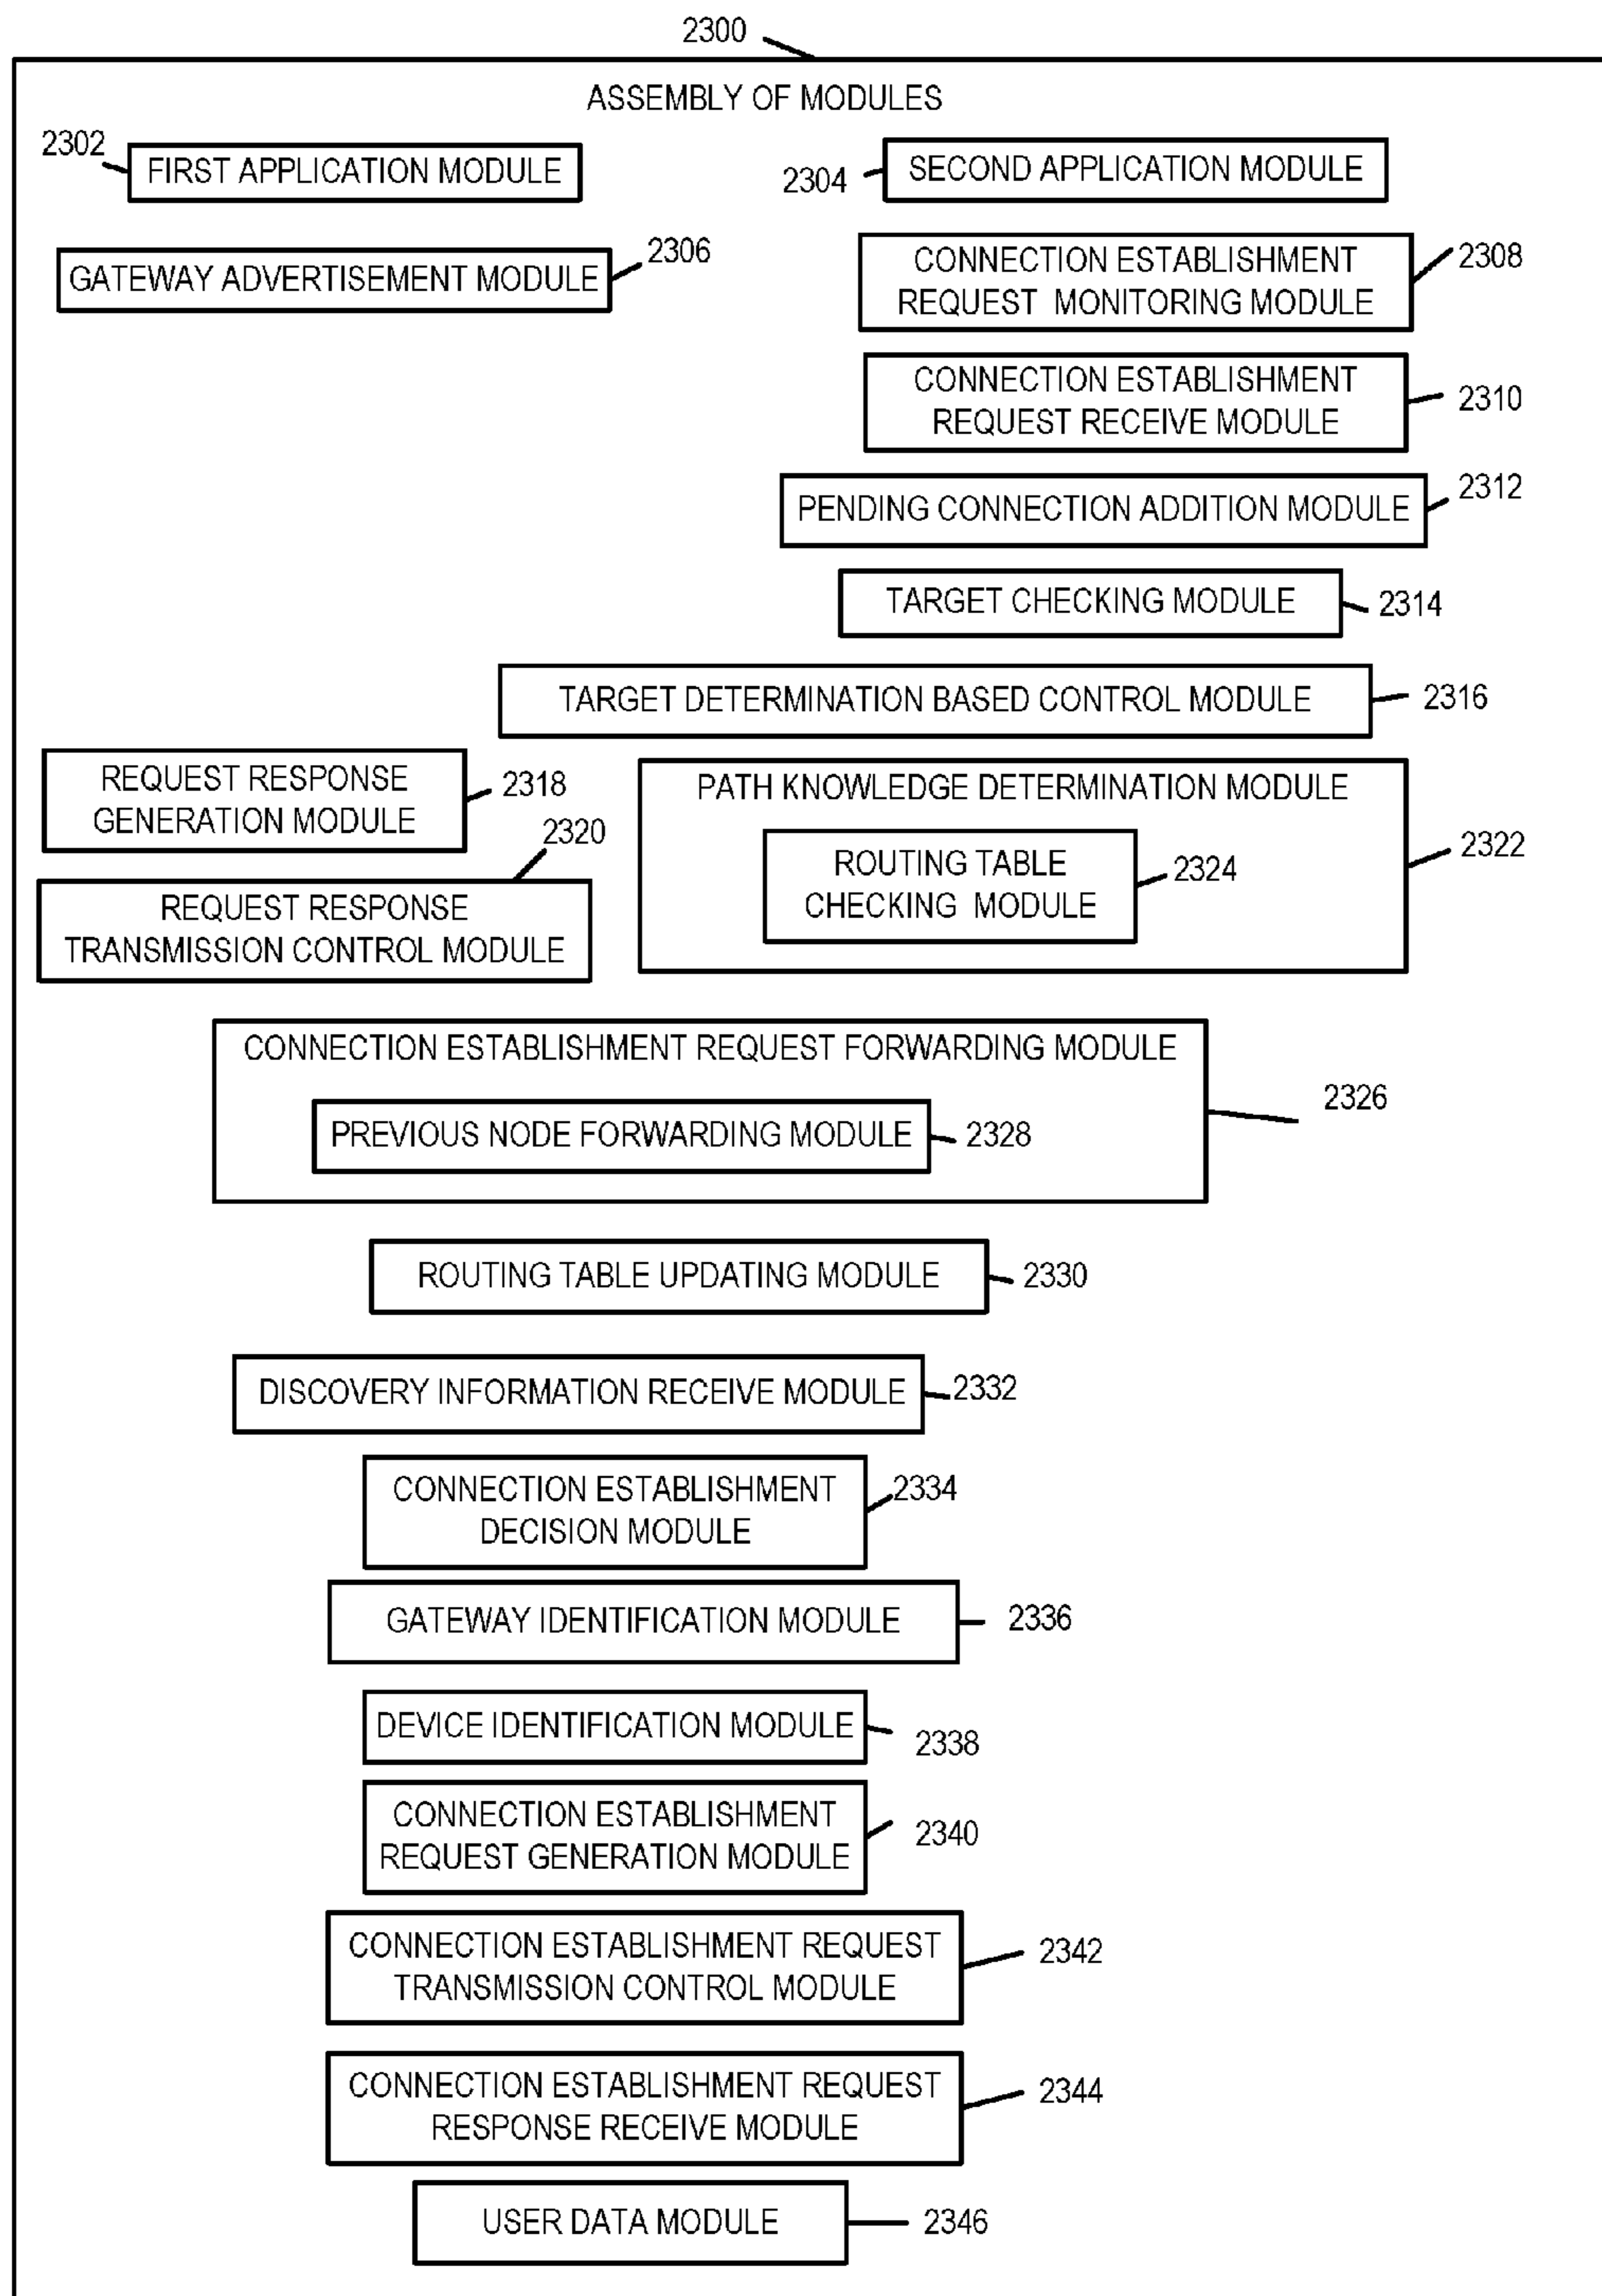 2300
ASSEMBLY OF MODULES
2302
FIRST APPLICATION MODULE
2304
SECOND APPLICATION MODULE
GATEWAY ADVERTISEMENT MODULE
2306
CONNECTION ESTABLISHMENT
REQUEST MONITORING MODULE
2308
CONNECTION ESTABLISHMENT
REQUEST RECEIVE MODULE
2310
PENDING CONNECTION ADDITION MODULE
2312
TARGET CHECKING MODULE
2314
TARGET DETERMINATION BASED CONTROL MODULE
2316
REQUEST RESPONSE
GENERATION MODULE
2318
2320
REQUEST RESPONSE
TRANSMISSION CONTROL MODULE
PATH KNOWLEDGE DETERMINATION MODULE
2322
ROUTING TABLE
CHECKING MODULE
2324
CONNECTION ESTABLISHMENT REQUEST FORWARDING MODULE
2326
PREVIOUS NODE FORWARDING MODULE
2328
ROUTING TABLE UPDATING MODULE
2330
DISCOVERY INFORMATION RECEIVE MODULE
2332
CONNECTION ESTABLISHMENT
DECISION MODULE
2334
GATEWAY IDENTIFICATION MODULE
2336
DEVICE IDENTIFICATION MODULE
2338
CONNECTION ESTABLISHMENT
REQUEST GENERATION MODULE
2340
CONNECTION ESTABLISHMENT REQUEST
TRANSMISSION CONTROL MODULE
2342
CONNECTION ESTABLISHMENT REQUEST
RESPONSE RECEIVE MODULE
2344
USER DATA MODULE
2346